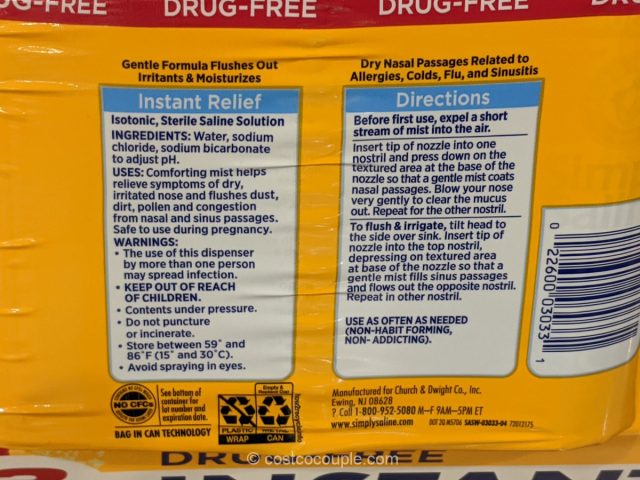 DRUG-FREE
DRUG-FREE
DRUG-FREE
Gentle Formula Flushes Out
Irritants & Moisturizes
Instant Relief
Isotonic, Sterile Saline Solution
INGREDIENTS: Water, sodium
chloride, sodium bicarbonate
to adjust pH.
USES: Comforting mist helps
relieve symptoms of dry,
irritated nose and flushes dust,
dirt, pollen and congestion
from nasal and sinus passages.
Safe to use during pregnancy.
WARNINGS:
• The use of this dispenser
by more than one person
may spread infection.
• KEEP OUT OF REACH
OF CHILDREN.
• Contents under pressure.
• Do not puncture
or incinerate.
• Store between 59° and
86°F (15° and 30°C).
• Avoid spraying in eyes.
Dry Nasal Passages Related to
Allergies, Colds, Flu, and Sinusitis
Directions
Before first use, expel a short
stream of mist into the air.
Insert tip of nozzle into one
nostril and press down on the
textured area at the base of the
nozzle so that a gentle mist coats
nasal passages. Blow your nose
very gently to clear the mucus
out. Repeat for the other nostril.
To flush & irrigate, tilt head to
the side over sink. Insert tip of
nozzle into the top nostril,
depressing on textured area
at base of the nozzle so that a
gentle mist fills sinus passages
and flows out the opposite nostril.
Repeat in other nostril.
USE AS OFTEN AS NEEDED
(NON-HABIT FORMING,
NON- ADDICTING).
0 22600 03033 1
NO CFCs
See bottom of
container for
lot number and
expiration date.
BAG IN CAN TECHNOLOGY
Empty &
Replace Cap
PLASTIC
WRAP
CAN
how2recycle.info
Manufactured for Church & Dwight Co., Inc.
Ewing, NJ 08628
? Call 1-800-952-5080 M–F 9AM–5PM ET
www.simplysaline.com
SASW-03033-04
DRUG-FREE
INSTANT
© costcocouple.com